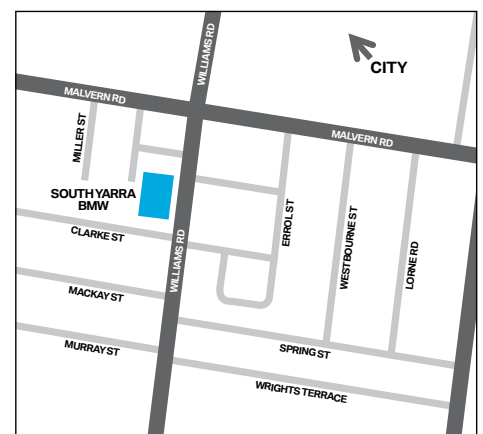 WILLIAMS RD
CITY
MALVERN RD
MALVERN RD
MILLER ST
SOUTH YARRA
BMW
ERROL ST
WESTBOURNE ST
LORNE RD
CLARKE ST
WILLIAMS RD
MACKAY ST
MURRAY ST
SPRING ST
WRIGHTS TERRACE